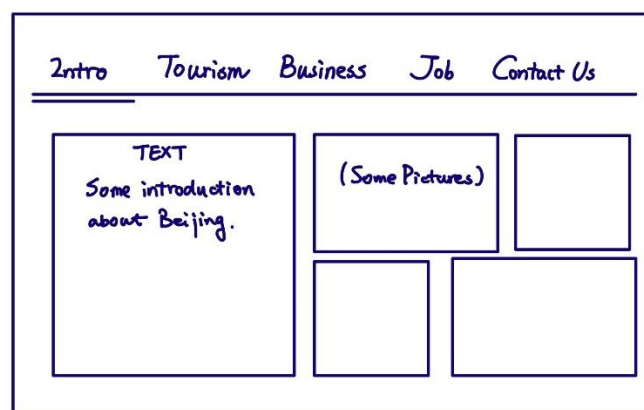 Intro Tourism Business Job Contact Us
TEXT
Some introduction
about Beijing.
(Some Pictures)